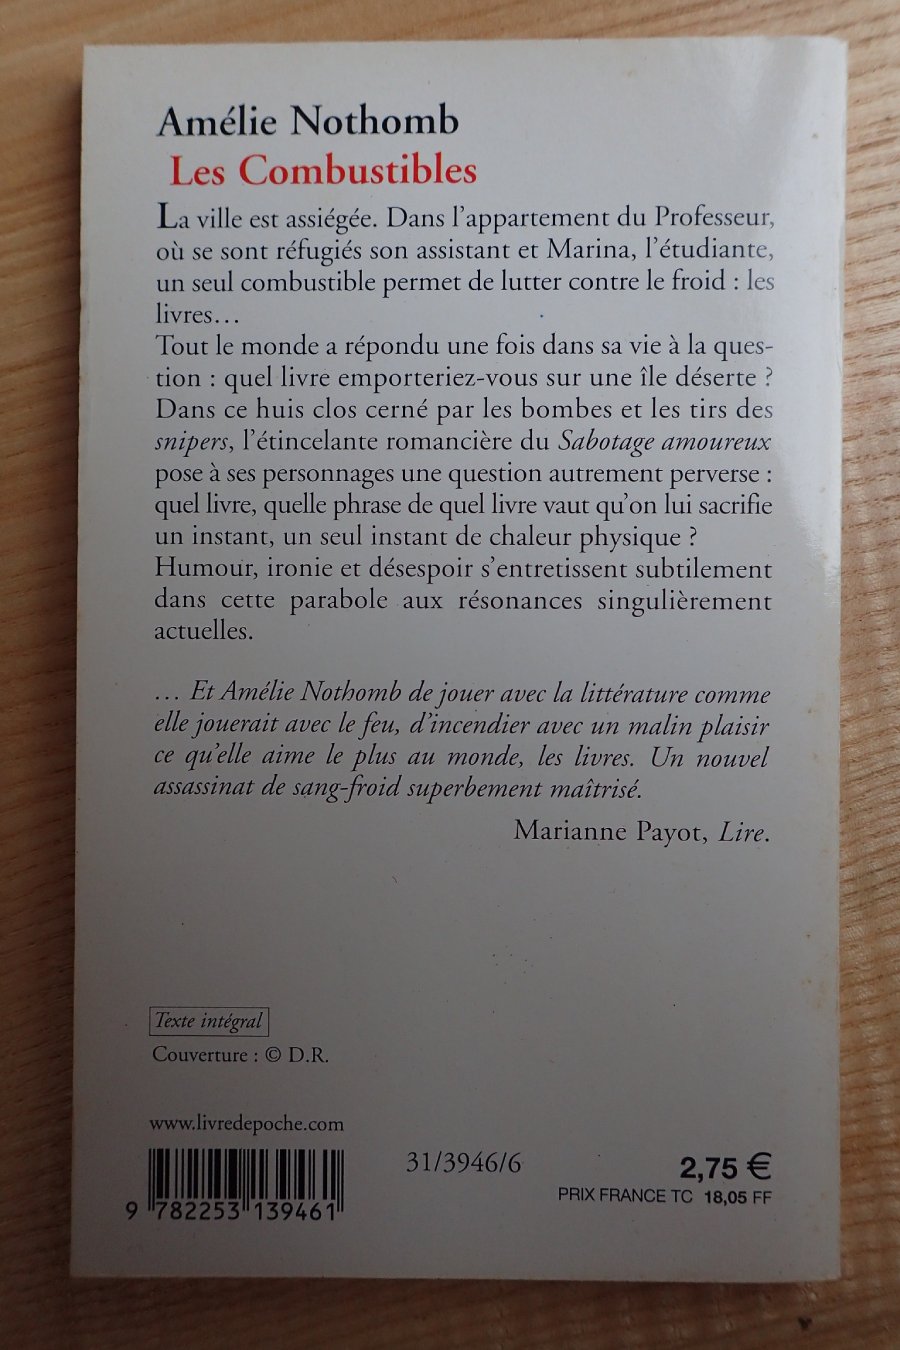 Amélie Nothomb
Les Combustibles
La ville est assiégée. Dans l'appartement du Professeur,
où se sont réfugiés son assistant et Marina, l'étudiante,
un seul combustible permet de lutter contre le froid : les
livres…
Tout le monde a répondu une fois dans sa vie à la ques-
tion : quel livre emporteriez-vous sur une île déserte ?
Dans ce huis clos cerné par les bombes et les tirs des
snipers, l'étincelante romancière du Sabotage amoureux
pose à ses personnages une question autrement perverse :
quel livre, quelle phrase de quel livre vaut qu'on lui sacrifie
un instant, un seul instant de chaleur physique ?
Humour, ironie et désespoir s'entretissent subtilement
dans cette parabole aux résonances singulièrement
actuelles.
… Et Amélie Nothomb de jouer avec la littérature comme
elle jouerait avec le feu, d'incendier avec un malin plaisir
ce qu'elle aime le plus au monde, les livres. Un nouvel
assassinat de sang-froid superbement maîtrisé.
Marianne Payot, Lire.
Texte intégral
Couverture : © D.R.
www.livredepoche.com
31/3946/6
2,75 €
PRIX FRANCE TC 18,05 FF
9 782253 139461